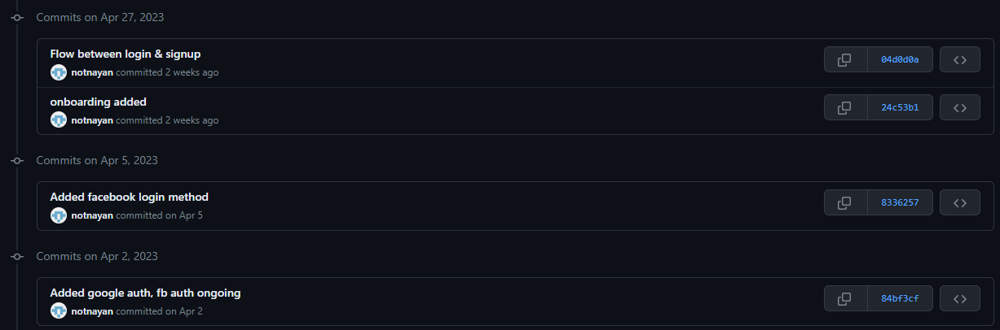 Commits on Apr 27, 2023
Flow between login & signup
04d0d0a
notnayan committed 2 weeks ago
onboarding added
24c53b1
notnayan committed 2 weeks ago
Commits on Apr 5, 2023
Added facebook login method
8336257
notnayan committed on Apr 5
Commits on Apr 2, 2023
Added google auth, fb auth ongoing
84bf3cf
notnayan committed on Apr 2